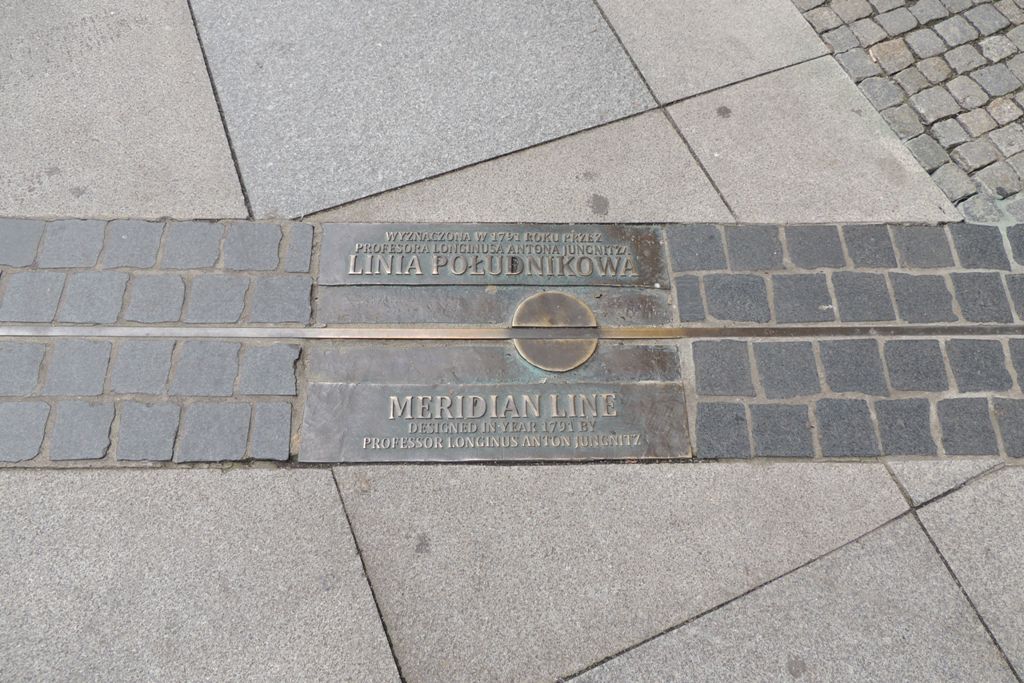 WYZNACZONA W 1791 ROKU PRZEZ
PROFESORA LONGINUSA ANTONA JUNGNITZA
LINIA POŁUDNIKOWA
MERIDIAN LINE
DESIGNED IN YEAR 1791 BY
PROFESSOR LONGINUS ANTON JUNGNITZ